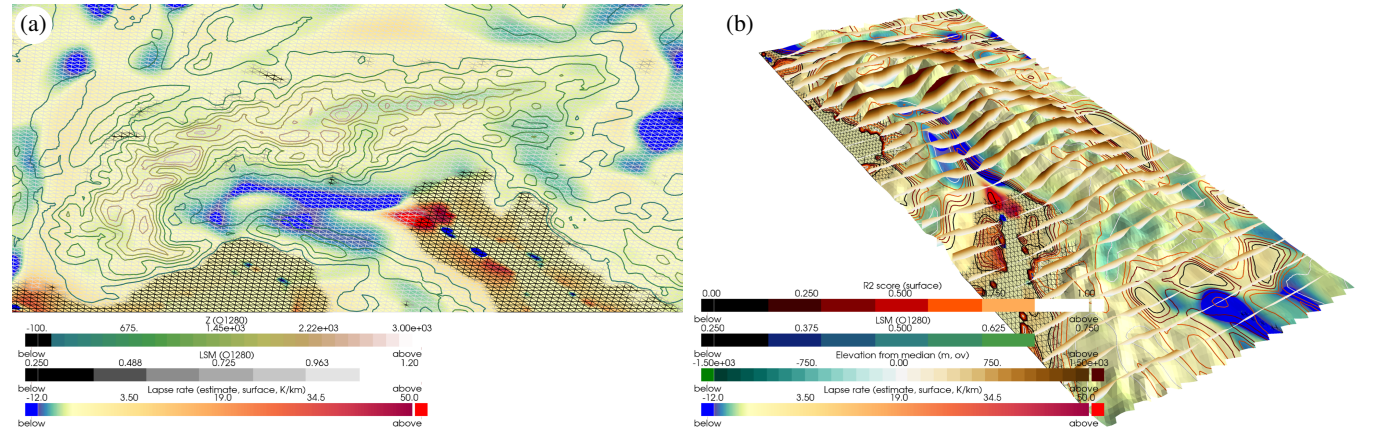 (a)
(b)
Z (O1280)
-100. 675. 1.45e+03 2.22e+03 3.00e+03
below above
LSM (O1280)
0.250 0.488 0.725 0.963 1.20
below above
Lapse rate (estimate, surface, K/km)
-12.0 3.50 19.0 34.5 50.0
below above
R2 score (surface)
0.00 0.250 0.500 0.750 1.00
below above
LSM (O1280)
0.250 0.375 0.500 0.625 0.750
below above
Elevation from median (m, ov)
-1.50e+03 -750. 0.00 750. 1.50e+03
below above
Lapse rate (estimate, surface, K/km)
-12.0 3.50 19.0 34.5 50.0
below above